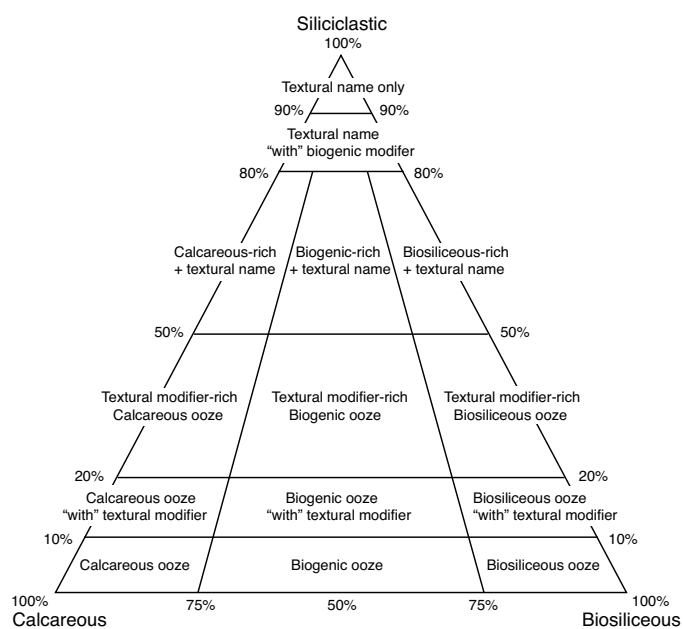 Siliciclastic
100%
Textural name only
90% 90%
Textural name
“with” biogenic modifer
80% 80%
Calcareous-rich
+ textural name
Biogenic-rich
+ textural name
Biosiliceous-rich
+ textural name
50% 50%
Textural modifier-rich
Calcareous ooze
Textural modifier-rich
Biogenic ooze
Textural modifier-rich
Biosiliceous ooze
20% 20%
Calcareous ooze
“with” textural modifier
Biogenic ooze
“with” textural modifier
Biosiliceous ooze
“with” textural modifier
10% 10%
Calcareous ooze
Biogenic ooze
Biosiliceous ooze
100% 75% 50% 75% 100%
Calcareous Biosiliceous